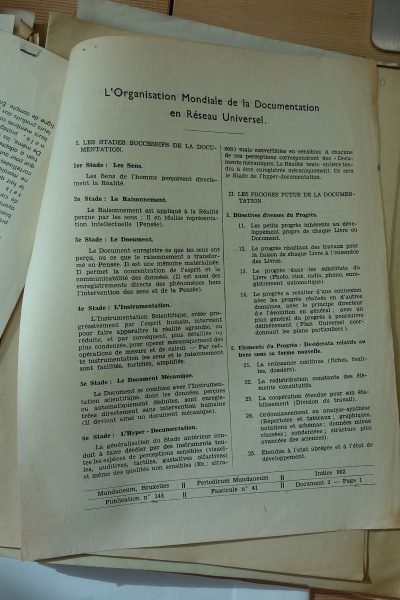 L'Organisation Mondiale de la Documentation
en Réseau Universel.
I. LES STADES SUCCESSIFS DE LA DOCU-
MENTATION.
1er Stade : Les Sens.
Les Sens de l'homme perçoivent directe-
ment la Réalité.
2e Stade : Le Raisonnement.
Le Raisonnement est appliqué à la Réalité
perçue par les sens ; Il en réalise représenta-
tion intellectuelle (Pensée).
3e Stade : Le Document.
Le Document enregistre ce que les sens ont
perçu, ou ce que le raisonnement a transfor-
mé en Pensée. Il est une mémoire matérialisée.
Il permet la concentration de l'esprit et la
communicabilité des données. (Il est aussi des
enregistrements directs des phénomènes hors
l'intervention des sens et de la Pensée).
4e Stade : L'Instrumentation.
L'Instrumentation Scientifique, créée pro-
gressivement par l'esprit humain, intervient
pour faire apparaître la réalité agrandie, ou
réduite, et par conséquent, plus détaillée ou
plus condensée, pour opérer mécaniquement des
opérations de mesure et de calcul — Par cet-
te instrumentation les sens et le raisonnement
sont facilités, fortifiés, amplifiés.
5e Stade : Le Document Mécanique.
Le Document se combine avec l'Instrumen-
tation scientifique, dont les données, perçues
ou automatiquement déduites, sont enregis-
trées directement sans intervention humaine
(Il devient ainsi un document mécanique).
6e Stade : L'Hyper - Documentation.
La généralisation du Stade antérieur con-
duit à faire déceler par des instruments tou-
tes les espèces de perceptions sensibles (visuel-
les, auditives, tactiles, gustatives olfactives)
et même des qualités non sensibles (Ex. : ultra-
son) mais convertibles en sensibles. A chacune
de ces perceptions correspondront des « Docu-
ments mécaniques. La Réalité toute entière ten-
dra à être enregistrée mécaniquement. Ce sera
le Stade de l'hyper-documentation.
II. LES PROGRES FUTUR DE LA DOCUMEN-
TATION.
1. Directives diverses du Progrès.
11. Les petits progrès inhérents au déve-
loppement propre de chaque Livre ou
Document.
12. Le progrès résultant des travaux pour
la liaison de chaque Livre à l'ensemble
des Livres.
13. Le progrès dans les substituts du
Livre (Photo, ciné, radio, phono, enre-
gistrement automatique).
14. Le progrès a résulter d'une connexion
avec les progrès réalisés en d'autres
domaines, avec le principe directeur
d e l'évolution en général ; avec un
plan général du progrès à poursuivre
délibérément (Plan Universel) coor-
donnant les plans particuliers).
2. Elements du Progrès : Desiderata relatifs au
livre sous sa forme nouvelle.
21. La croissance continue (fiches, feuil-
les, dossiers).
22. La redistribution constante des élé-
ments constitutifs
23. La coopération étendue pour son éta-
blissement (Division du travail).
24. Ordonnancement en analyse-synthèse
(Répertoire et tableaux ; graphiques,
notations et schémas ; données mieux
classées ; condensées ; structure plus
avancées des sciences).
25. Etendue à l'état abrégée et à l'état de
développement.
Mundaneum, Bruxelles || Periodicum Mundaneum || Indice 002
Publication n° 144 || Fascicule n° 41 || Document 2 — Page 1